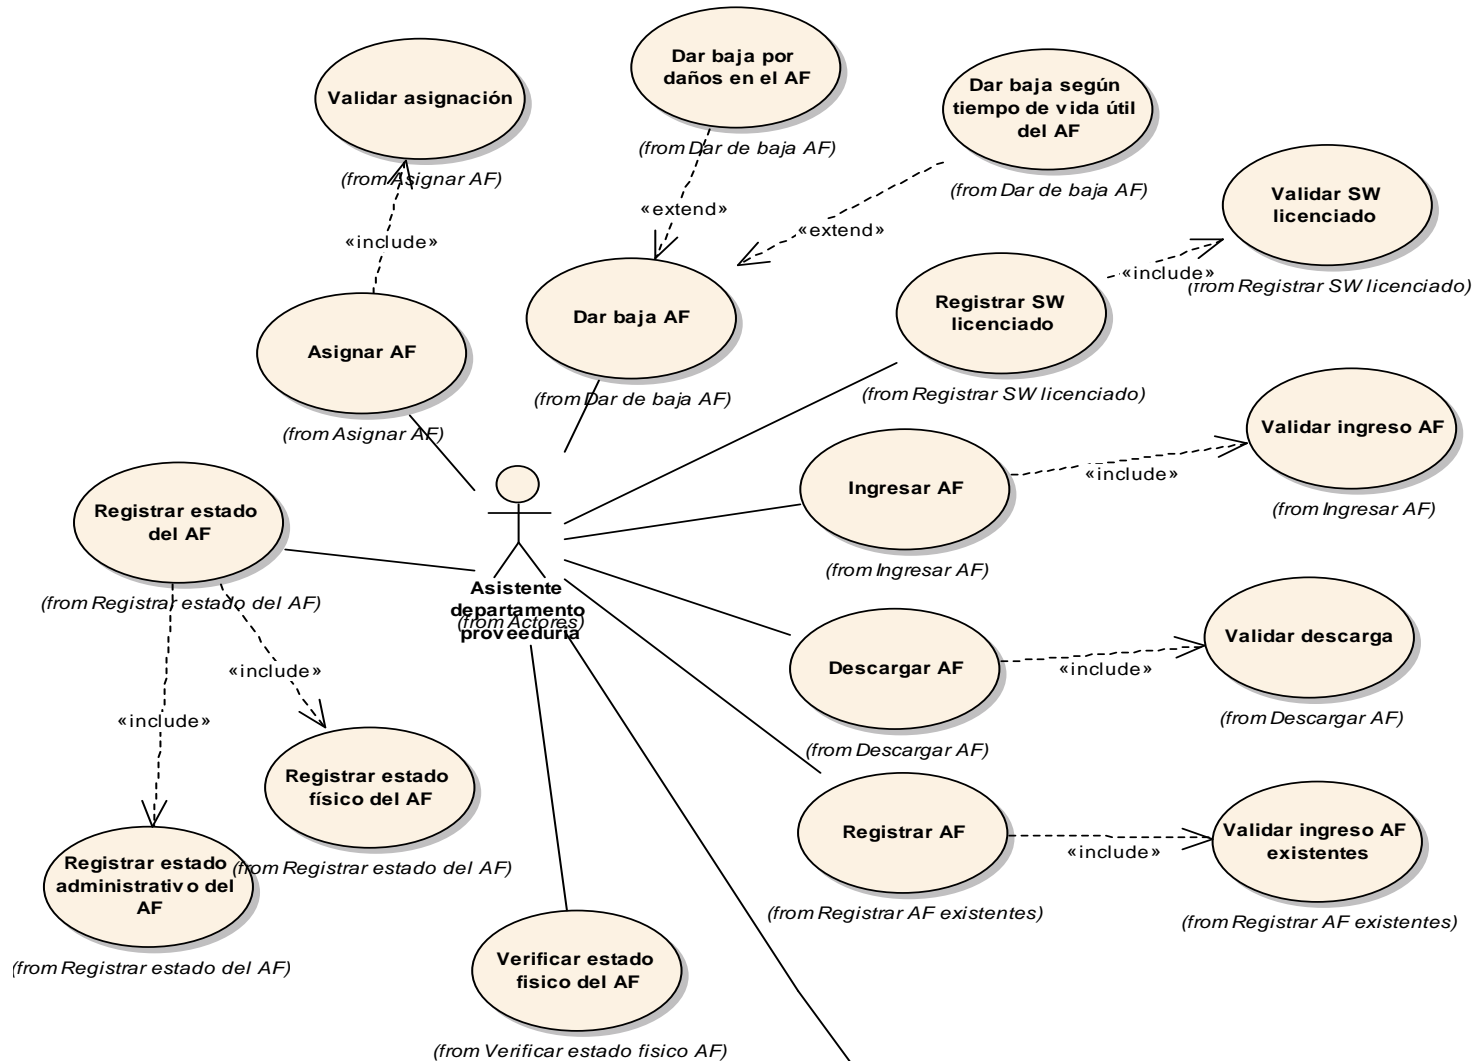 Dar baja por
daños en el AF
(from Dar de baja AF)
Validar asignación
(from Asignar AF)
Dar baja según
tiempo de vida útil
del AF
(from Dar de baja AF)
Validar SW
licenciado
(from Registrar SW licenciado)
«extend»
«extend»
«include»
«include»
Dar baja AF
(from Dar de baja AF)
Registrar SW
licenciado
(from Registrar SW licenciado)
Asignar AF
(from Asignar AF)
Validar ingreso AF
(from Ingresar AF)
«include»
Ingresar AF
(from Ingresar AF)
Registrar estado
del AF
(from Registrar estado del AF)
Asistente
departamento
proveeduría
(from Actores)
Validar descarga
(from Descargar AF)
«include»
Descargar AF
(from Descargar AF)
«include»
«include»
Registrar estado
físico del AF
(from Registrar estado del AF)
Registrar AF
(from Registrar AF existentes)
«include»
Validar ingreso AF
existentes
(from Registrar AF existentes)
Registrar estado
administrativo del
AF
(from Registrar estado del AF)
Verificar estado
fisico del AF
(from Verificar estado fisico AF)